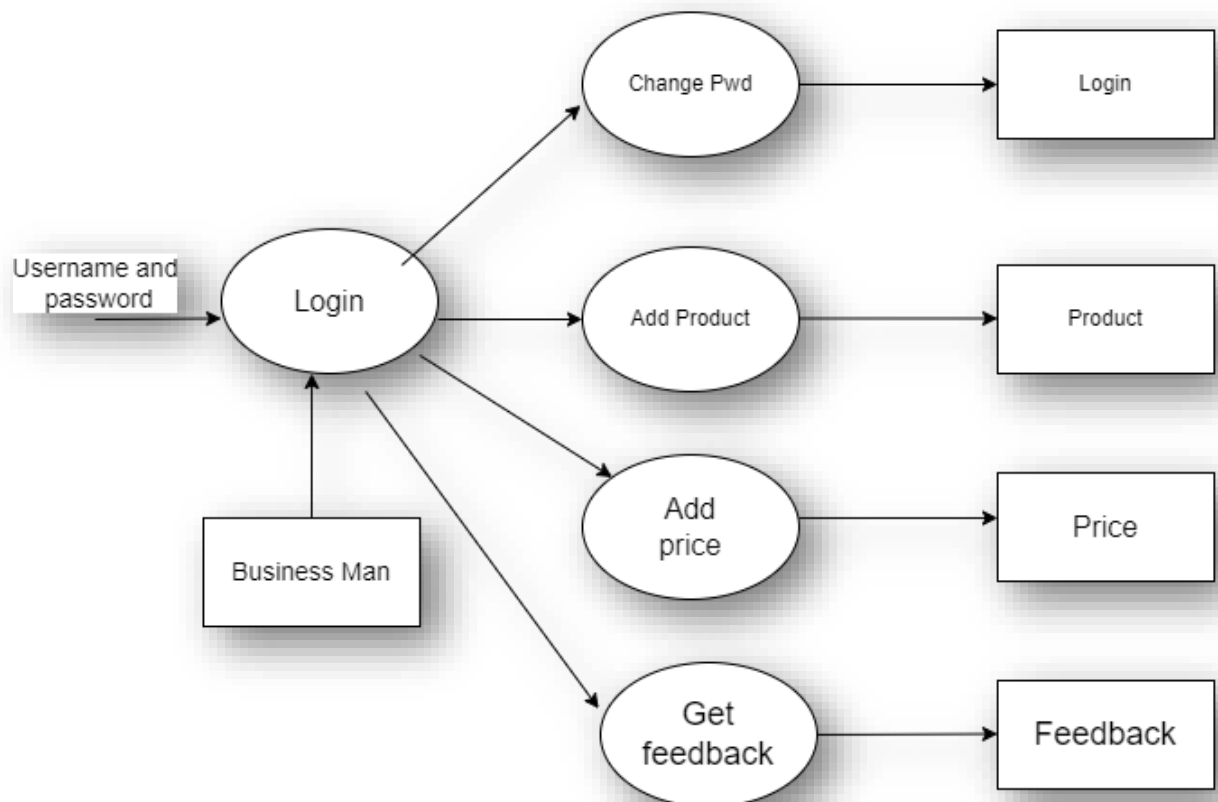 Change Pwd
Login
Username and
password
Login
Add Product
Product
Add
price
Price
Business Man
Get
feedback
Feedback